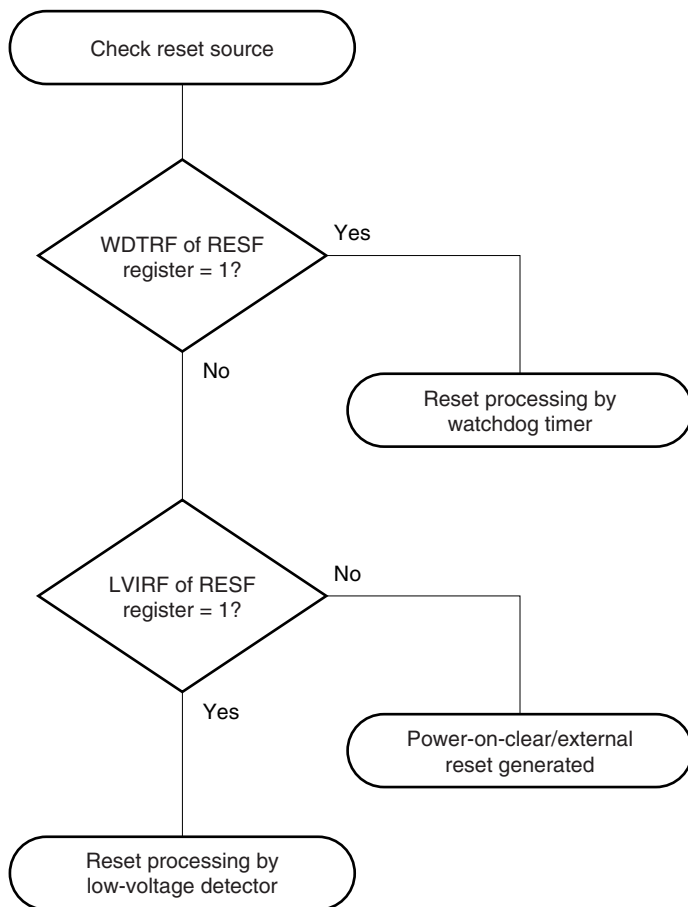 Check reset source
WDTRF of RESF
register = 1?
Yes
No
Reset processing by
watchdog timer
LVIRF of RESF
register = 1?
No
Yes
Power-on-clear/external
reset generated
Reset processing by
low-voltage detector